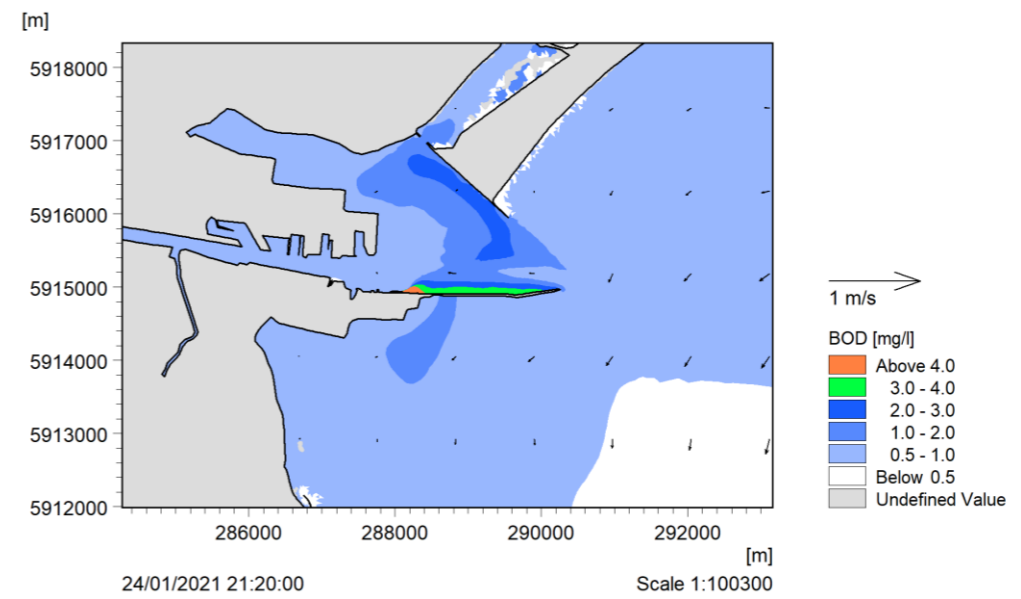 [m]
5918000
5917000
5916000
5915000
5914000
5913000
5912000
286000 288000 290000 292000
[m]
24/01/2021 21:20:00 Scale 1:100300
1 m/s
BOD [mg/l]
Above 4.0
3.0 - 4.0
2.0 - 3.0
1.0 - 2.0
0.5 - 1.0
Below 0.5
Undefined Value